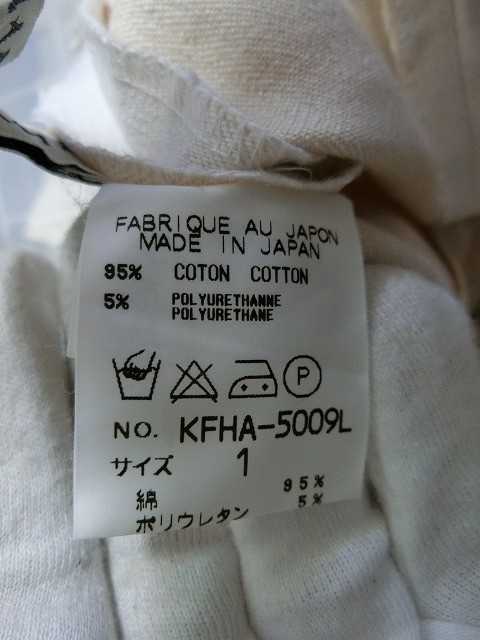 FABRIQUE AU JAPON
MADE IN JAPAN
95% COTON COTTON
5% POLYURETHANNE
POLYURETHANE
P
NO. KFHA-5009L
サイズ 1
綿 95%
ポリウレタン 5%